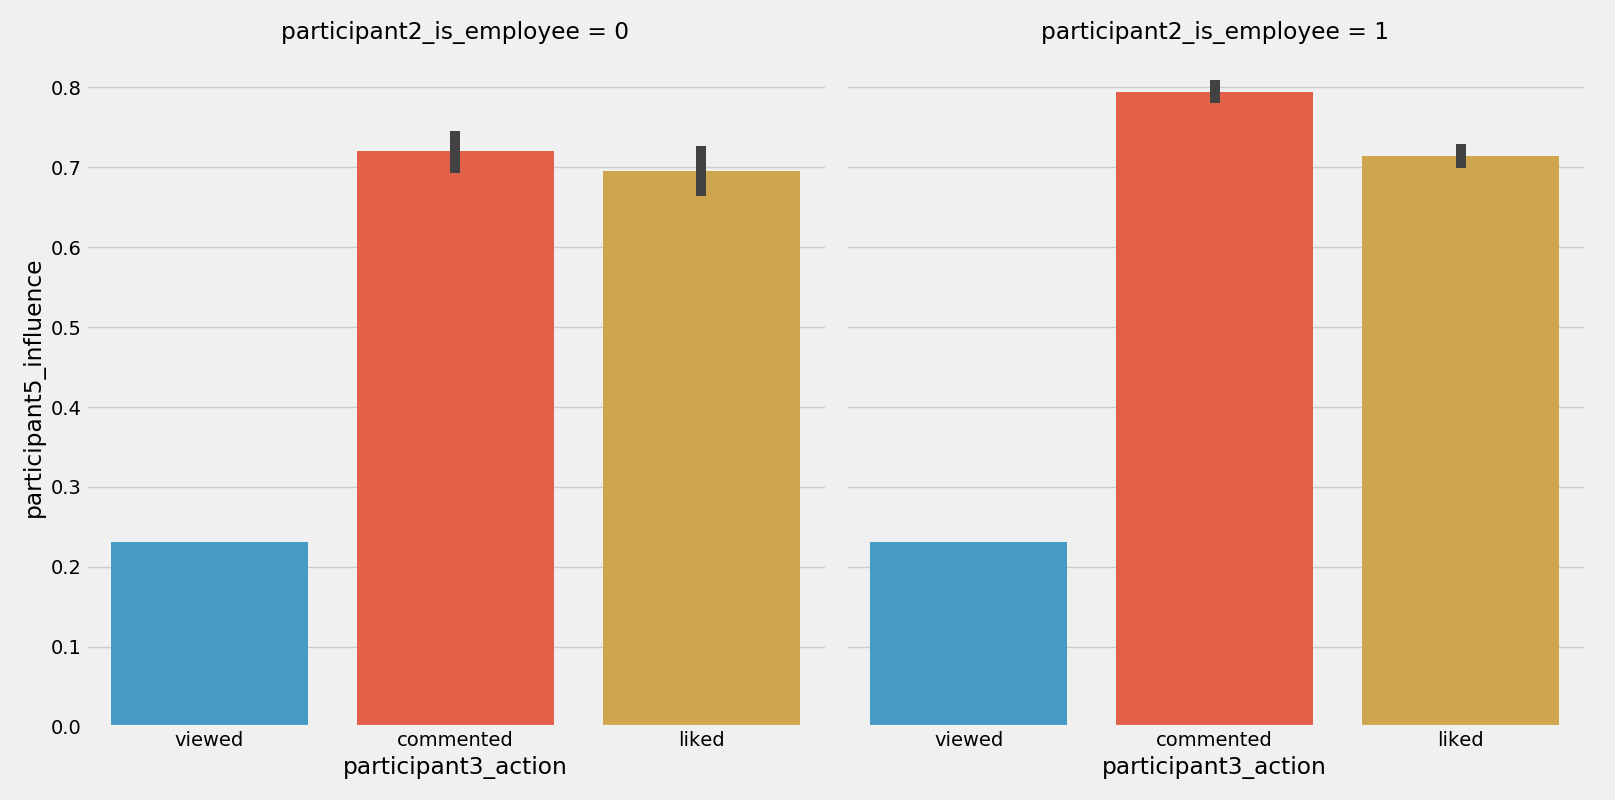 participant2_is_employee = 0
participant2_is_employee = 1
participant5_influence
0.8
0.7
0.6
0.5
0.4
0.3
0.2
0.1
0.0
viewed commented liked
viewed commented liked
participant3_action
participant3_action